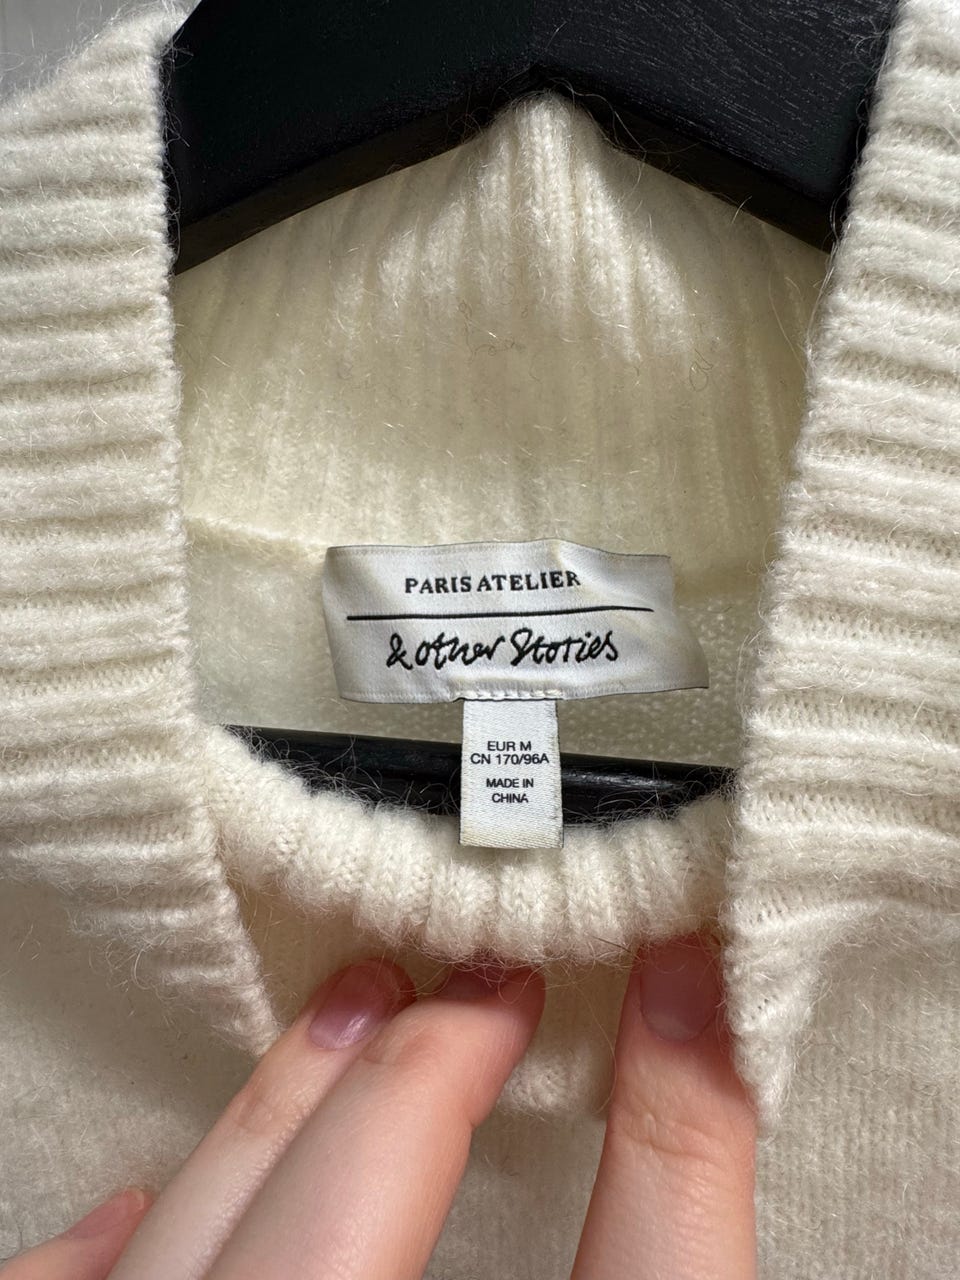 PARIS ATELIER
& other Stories
EUR M
CN 170/96A
MADE IN
CHINA